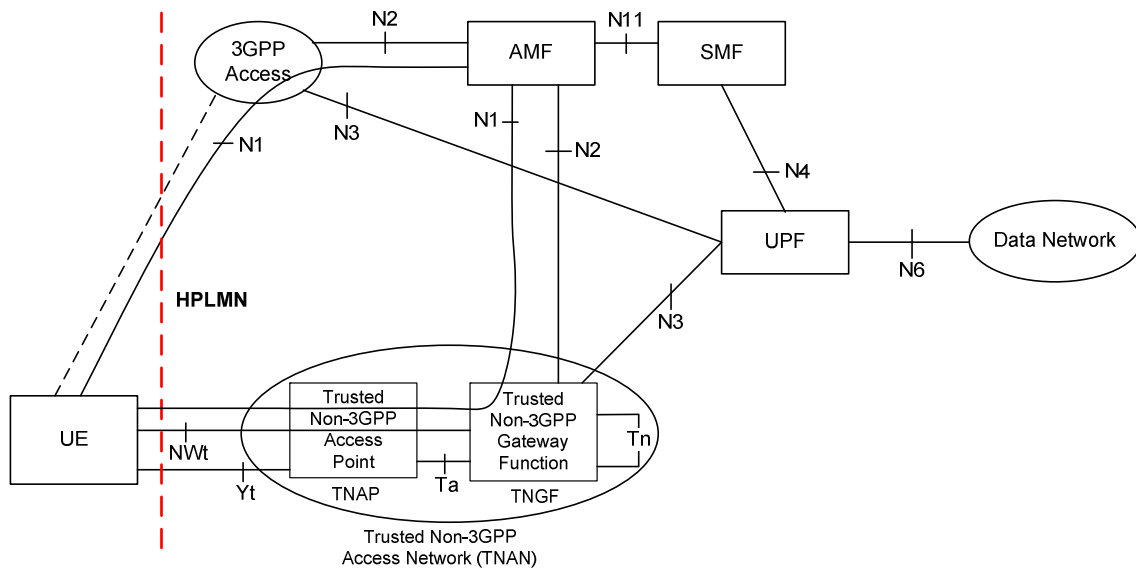 N2
N11
3GPP
Access
AMF
SMF
N1
N3
N1
N2
N4
UPF
N6
Data Network
HPLMN
N3
UE
NWt
Yt
Trusted
Non-3GPP
Access
Point
TNAP
Ta
Trusted
Non-3GPP
Gateway
Function
TNGF
Tn
Trusted Non-3GPP
Access Network (TNAN)